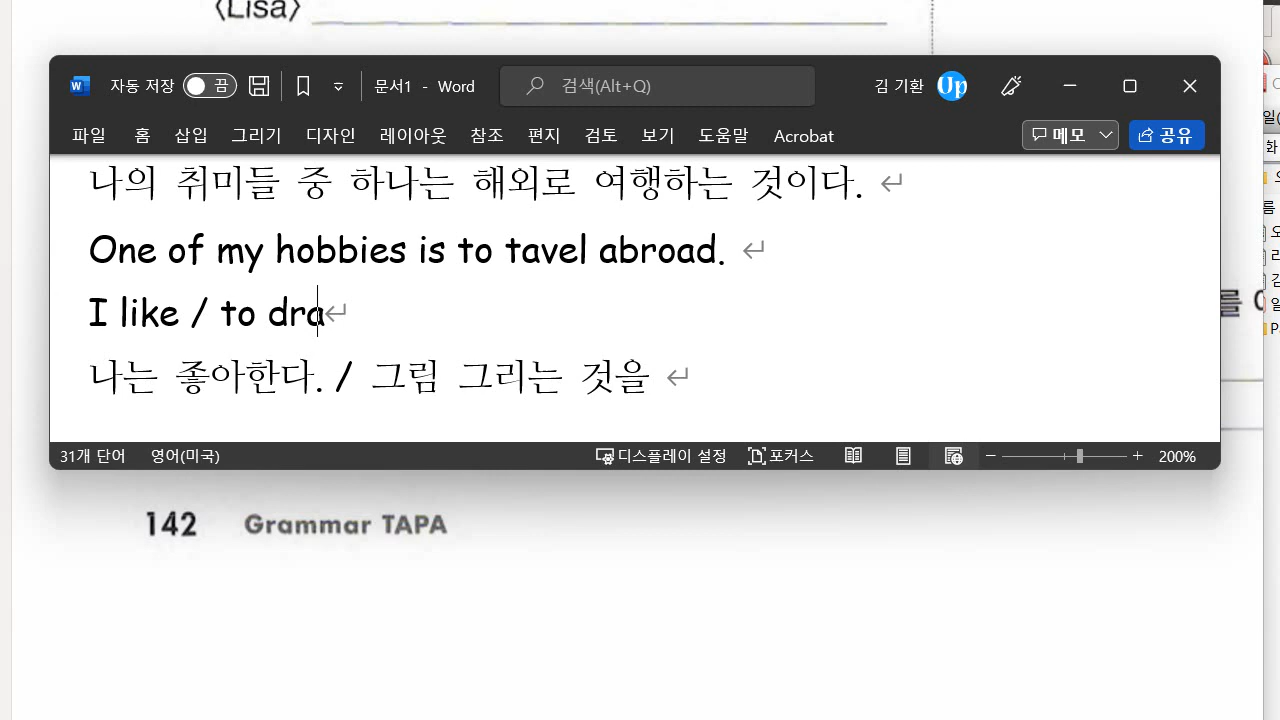 <Lisa>
자동 저장 끔 문서1 - Word 검색(Alt+Q) 김 기환 Up
파일 홈 삽입 그리기 디자인 레이아웃 참조 편지 검토 보기 도움말 Acrobat 메모 공유
나의 취미들 중 하나는 해외로 여행하는 것이다.
One of my hobbies is to tavel abroad.
I like / to dra
나는 좋아한다. / 그림 그리는 것을
31개 단어 영어(미국) 디스플레이 설정 포커스 200%
142 Grammar TAPA